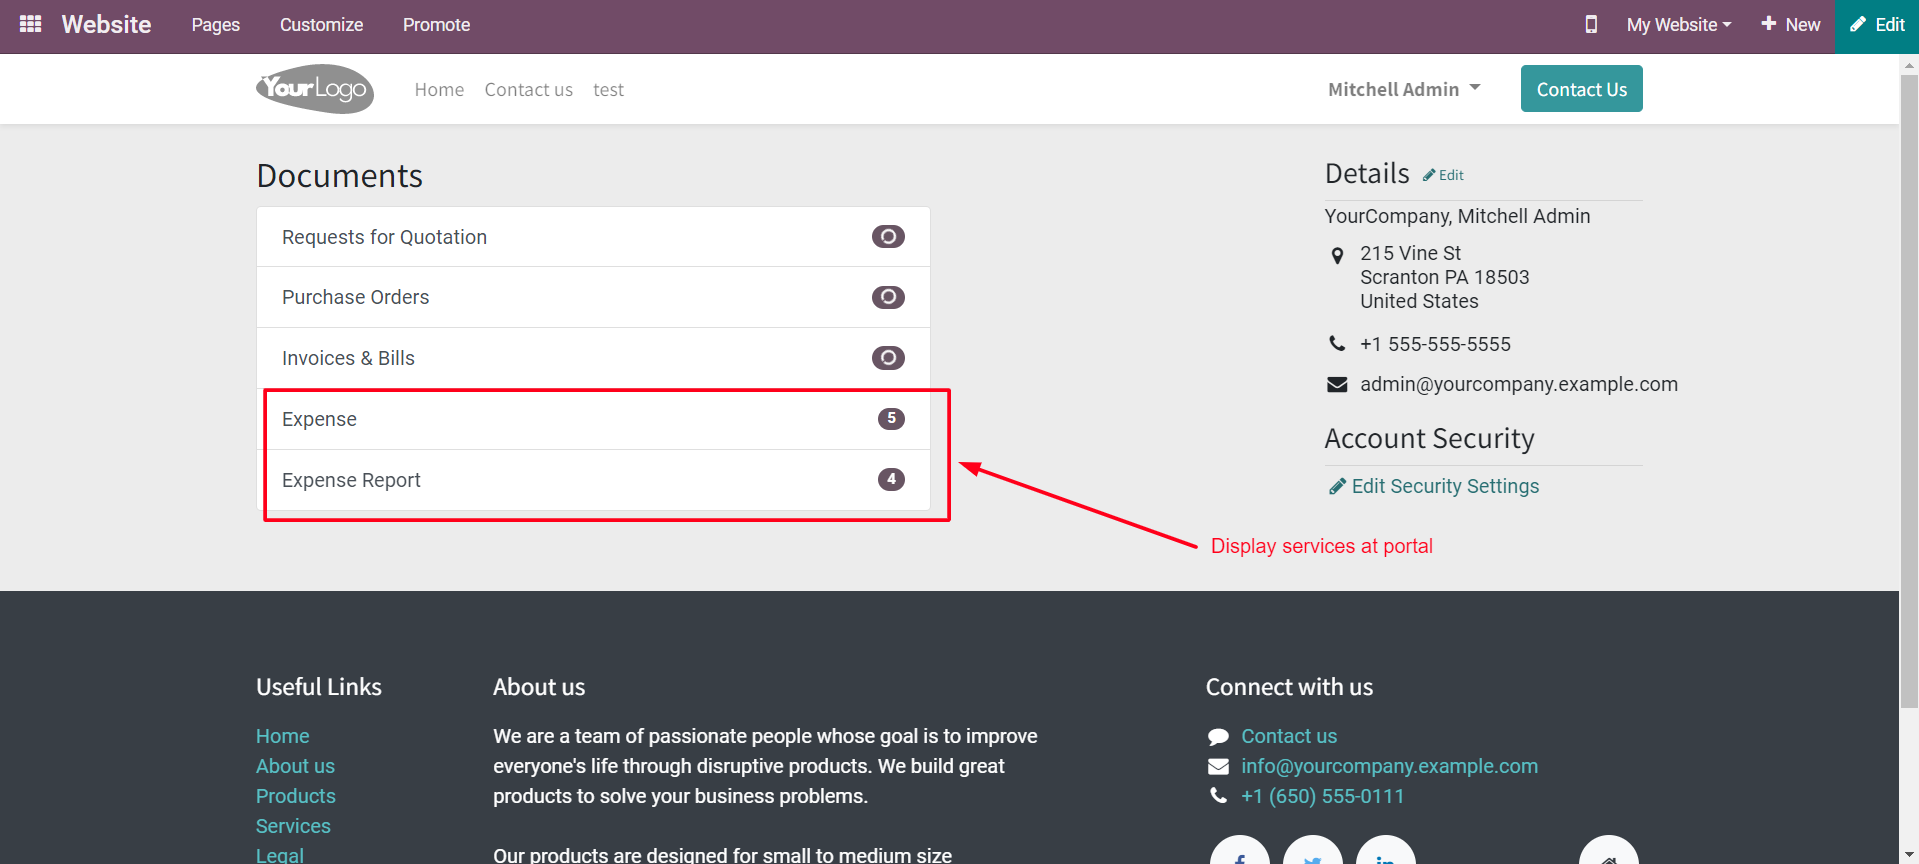 Website Pages Customize Promote My Website New Edit
YourLogo Home Contact us test Mitchell Admin Contact Us
Documents
Requests for Quotation
Purchase Orders
Invoices & Bills
Expense 5
Expense Report 4
Details Edit
YourCompany, Mitchell Admin
215 Vine St
Scranton PA 18503
United States
+1 555-555-5555
admin@yourcompany.example.com
Account Security
Edit Security Settings
Display services at portal
Useful Links
Home
About us
Products
Services
Legal
About us
We are a team of passionate people whose goal is to improve
everyone's life through disruptive products. We build great
products to solve your business problems.
Our products are designed for small to medium size
Connect with us
Contact us
info@yourcompany.example.com
+1 (650) 555-0111